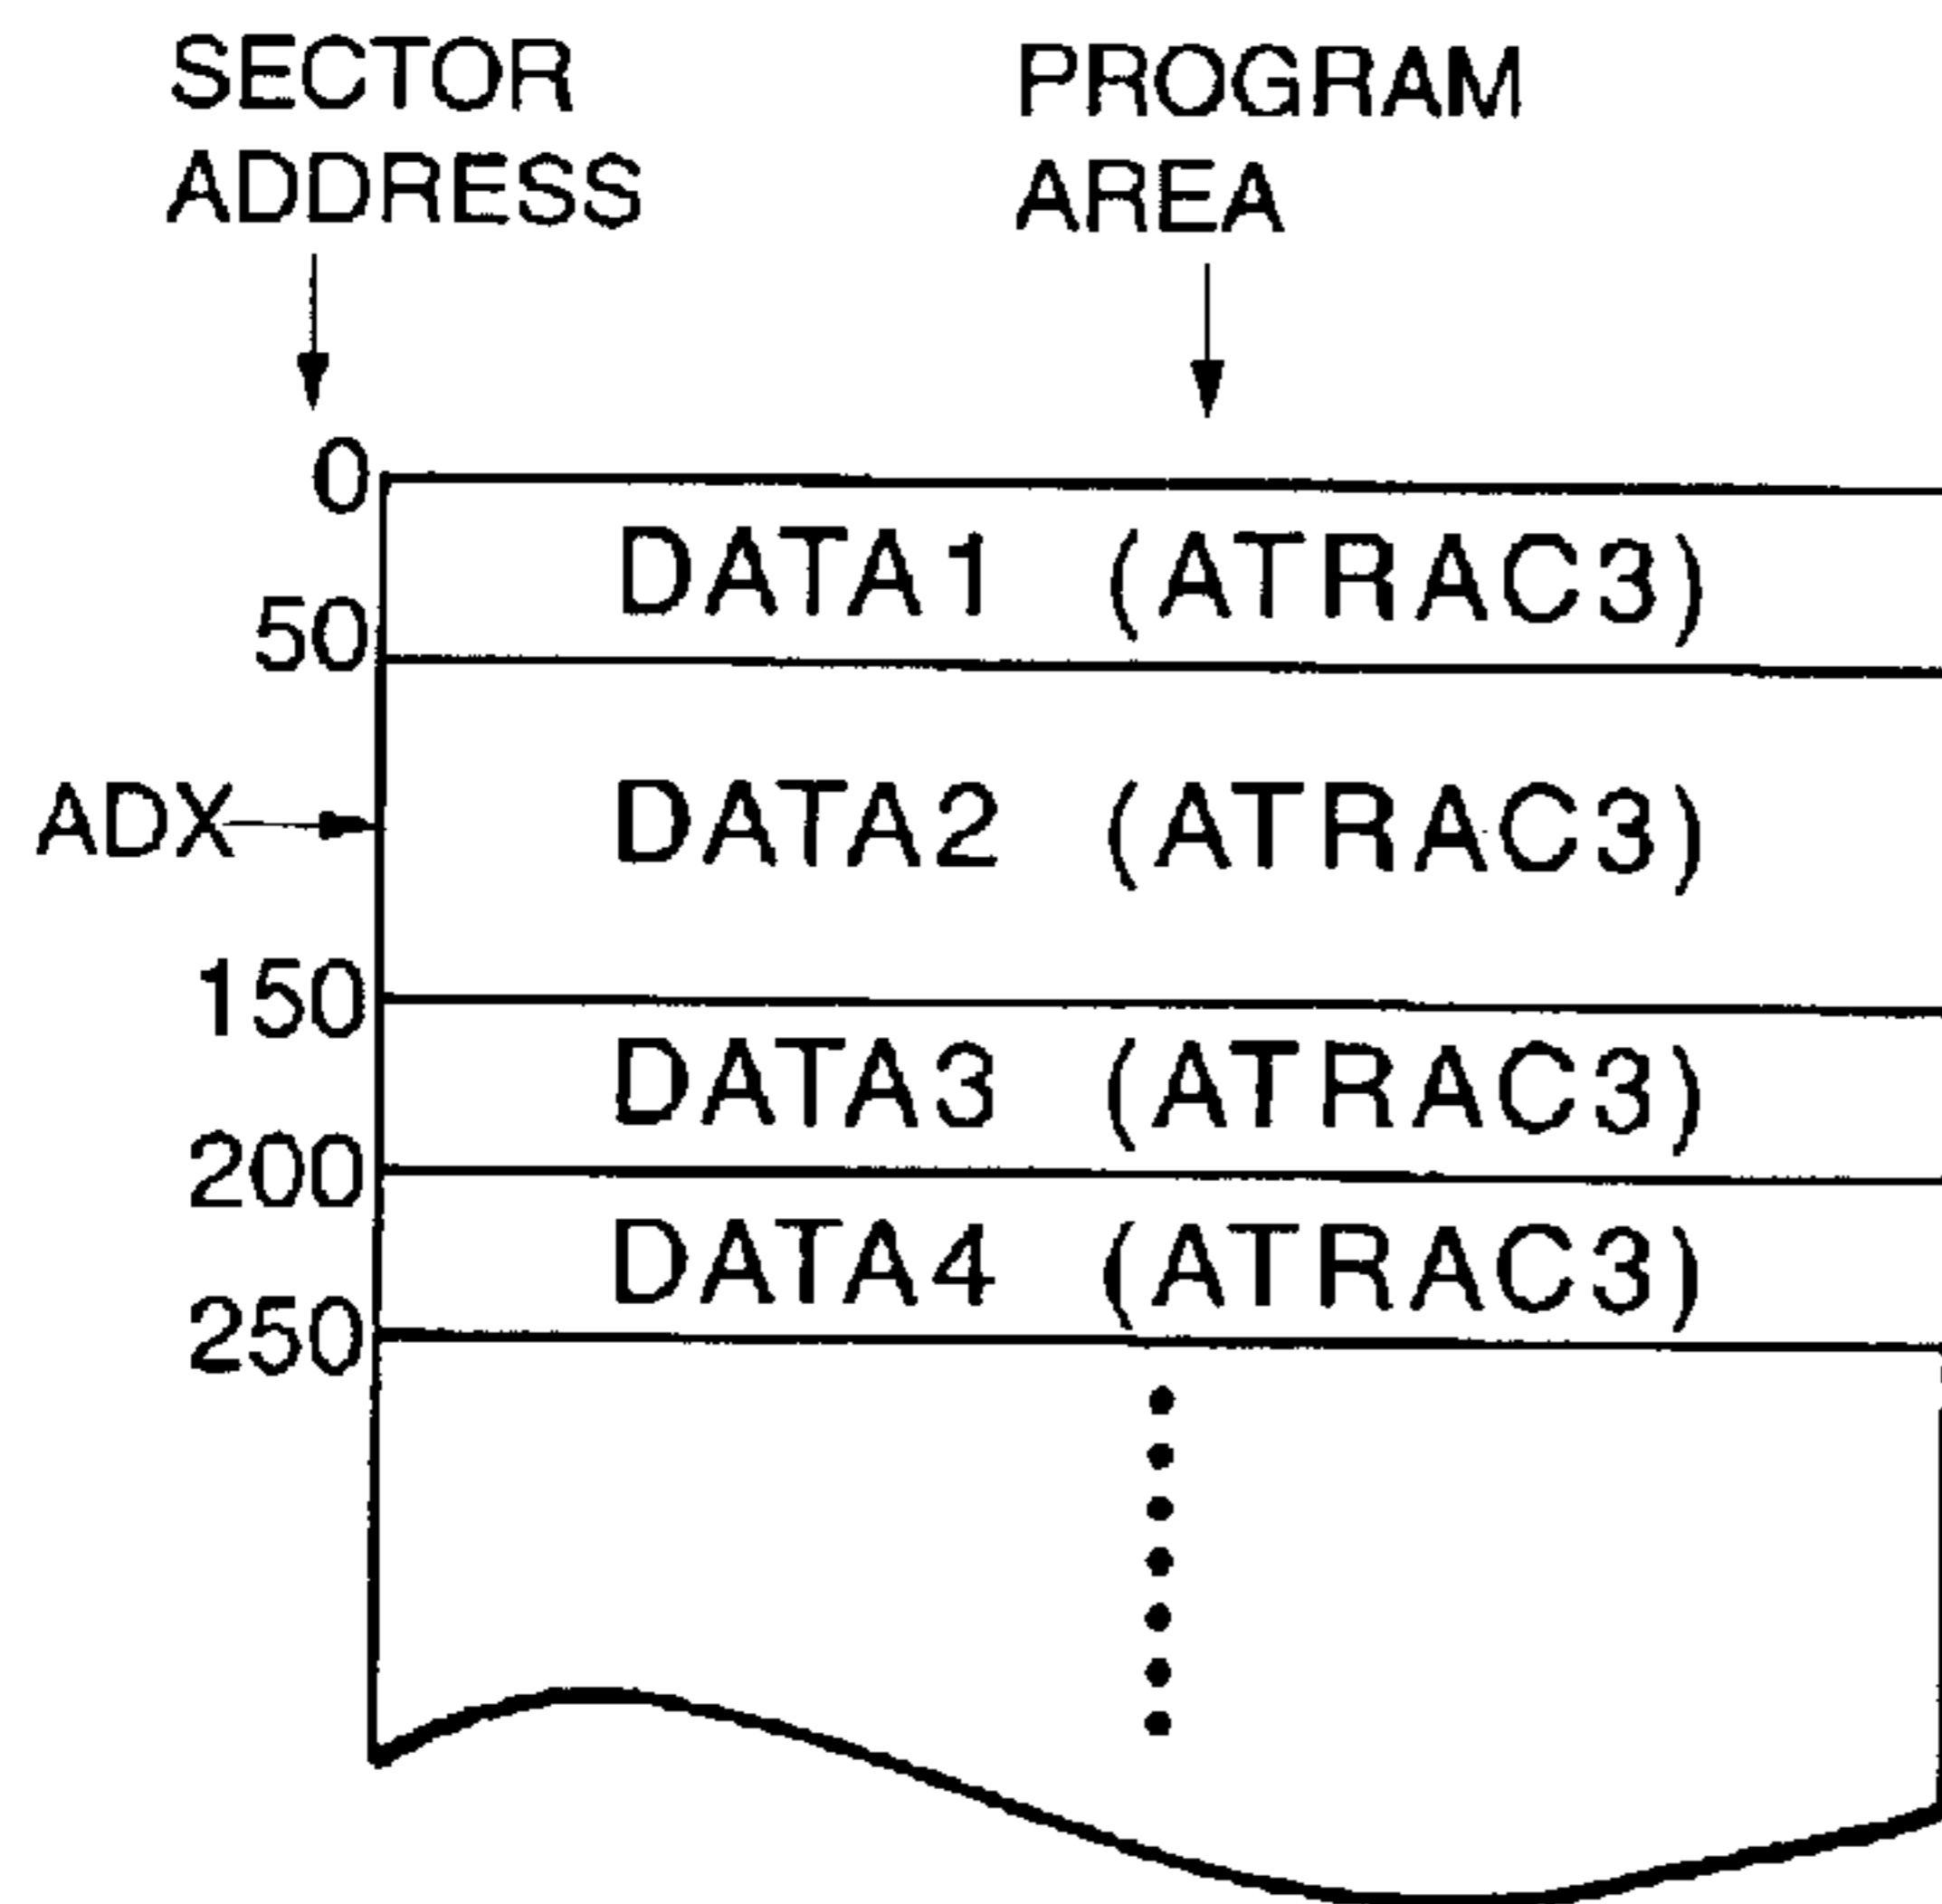 SECTOR
ADDRESS
PROGRAM
AREA
0
DATA1 (ATRAC3)
50
ADX
DATA2 (ATRAC3)
150
DATA3 (ATRAC3)
200
DATA4 (ATRAC3)
250